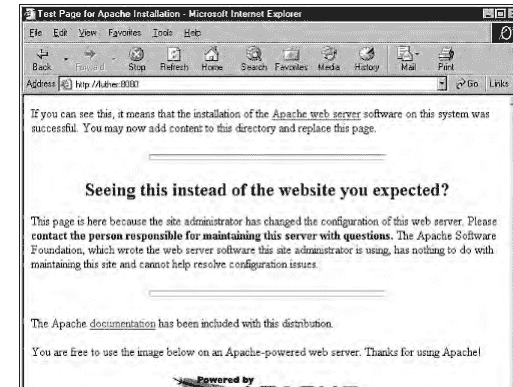 Test Page for Apache Installation - Microsoft Internet Explorer
File Edit View Favorites Tools Help
Back Forward Stop Refresh Home Search Favorites Media History Mail Print
Address http://luther:8080 Go Links
If you can see this, it means that the installation of the Apache web server software on this system was
successful. You may now add content to this directory and replace this page.
Seeing this instead of the website you expected?
This page is here because the site administrator has changed the configuration of this web server. Please
contact the person responsible for maintaining this server with questions. The Apache Software
Foundation, which wrote the web server software this site administrator is using, has nothing to do with
maintaining this site and cannot help resolve configuration issues.
The Apache documentation has been included with this distribution.
You are free to use the image below on an Apache-powered web server. Thanks for using Apache!
Powered by